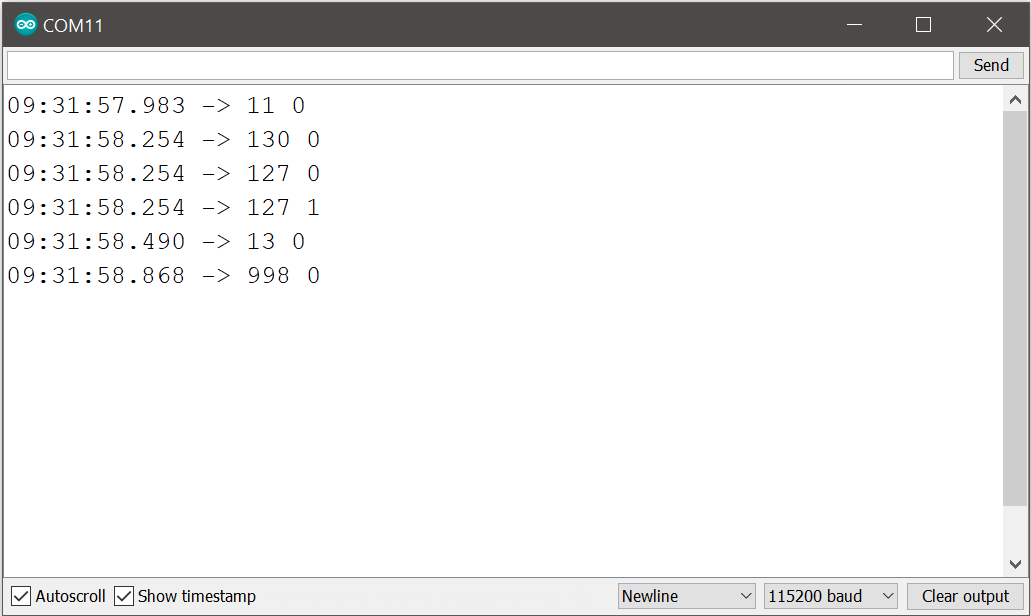 COM11
Send
09:31:57.983 -> 11 0
09:31:58.254 -> 130 0
09:31:58.254 -> 127 0
09:31:58.254 -> 127 1
09:31:58.490 -> 13 0
09:31:58.868 -> 998 0
Autoscroll Show timestamp Newline 115200 baud Clear output